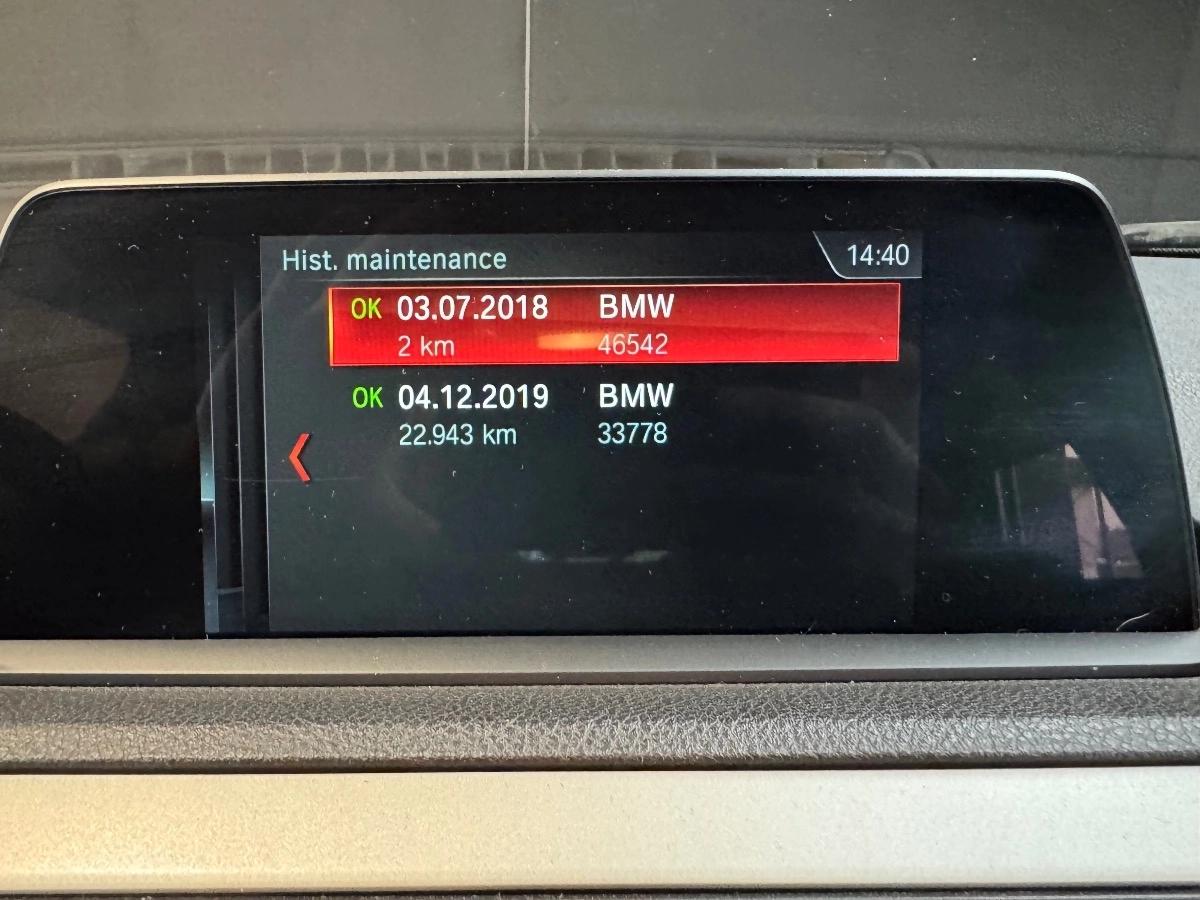 Hist. maintenance 14:40
OK 03.07.2018 BMW
2 km 46542
OK 04.12.2019 BMW
22.943 km 33778